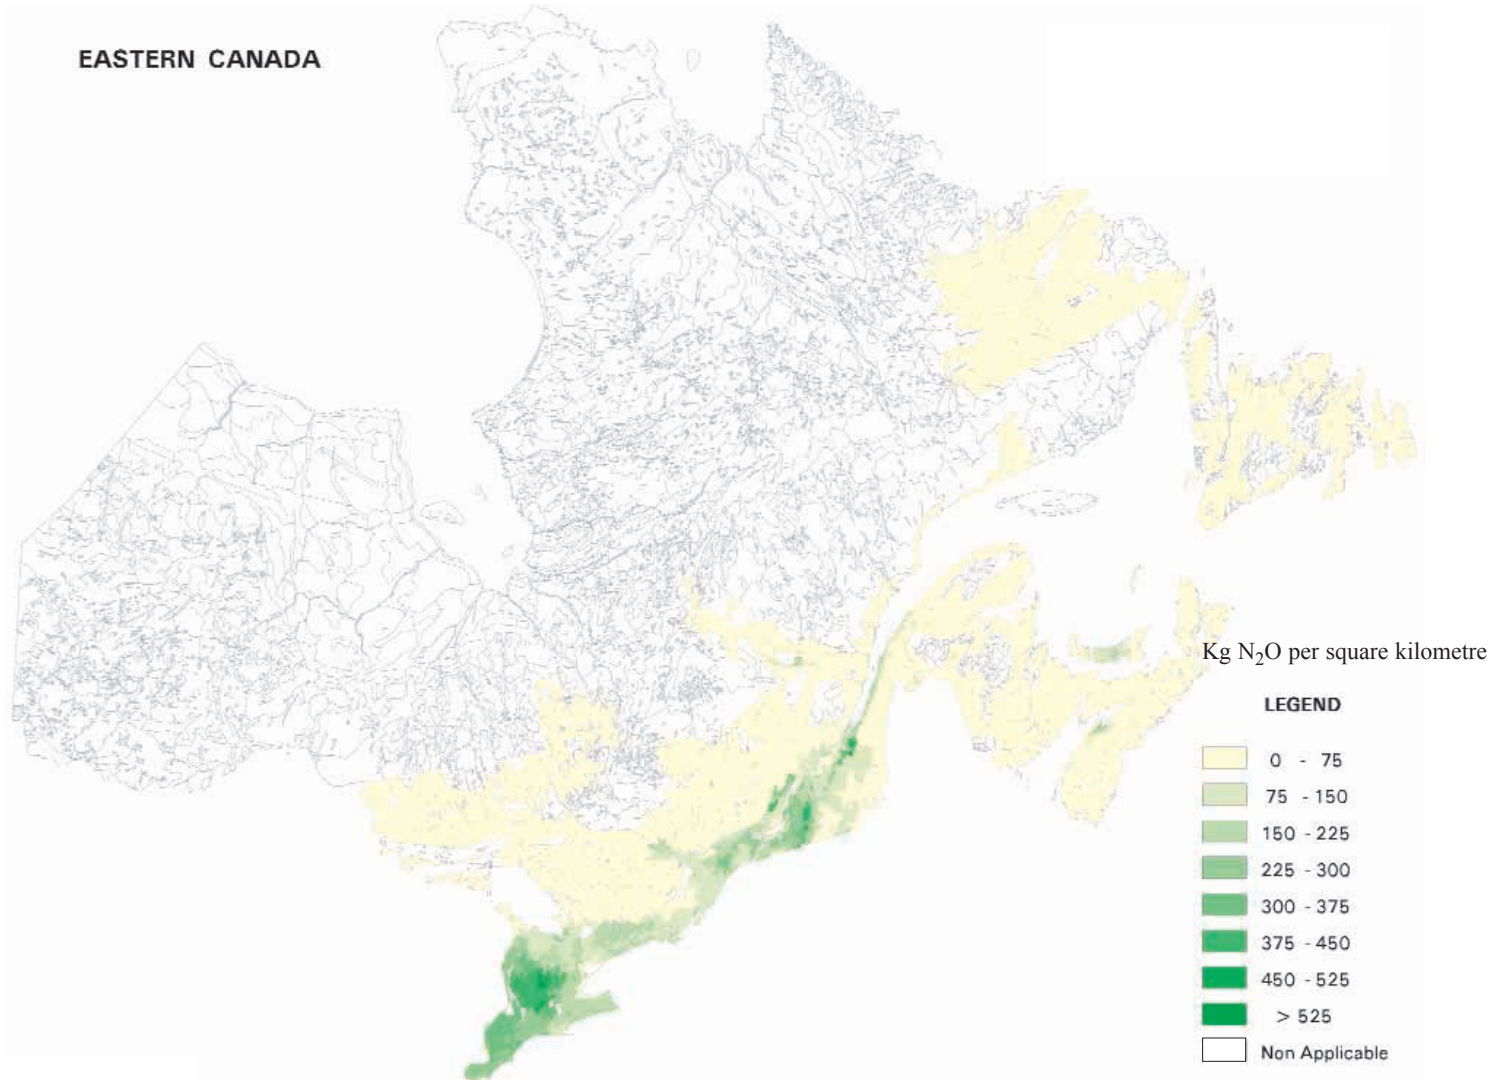 EASTERN CANADA
Kg N₂O per square kilometre
LEGEND
0 - 75
75 - 150
150 - 225
225 - 300
300 - 375
375 - 450
450 - 525
> 525
Non Applicable